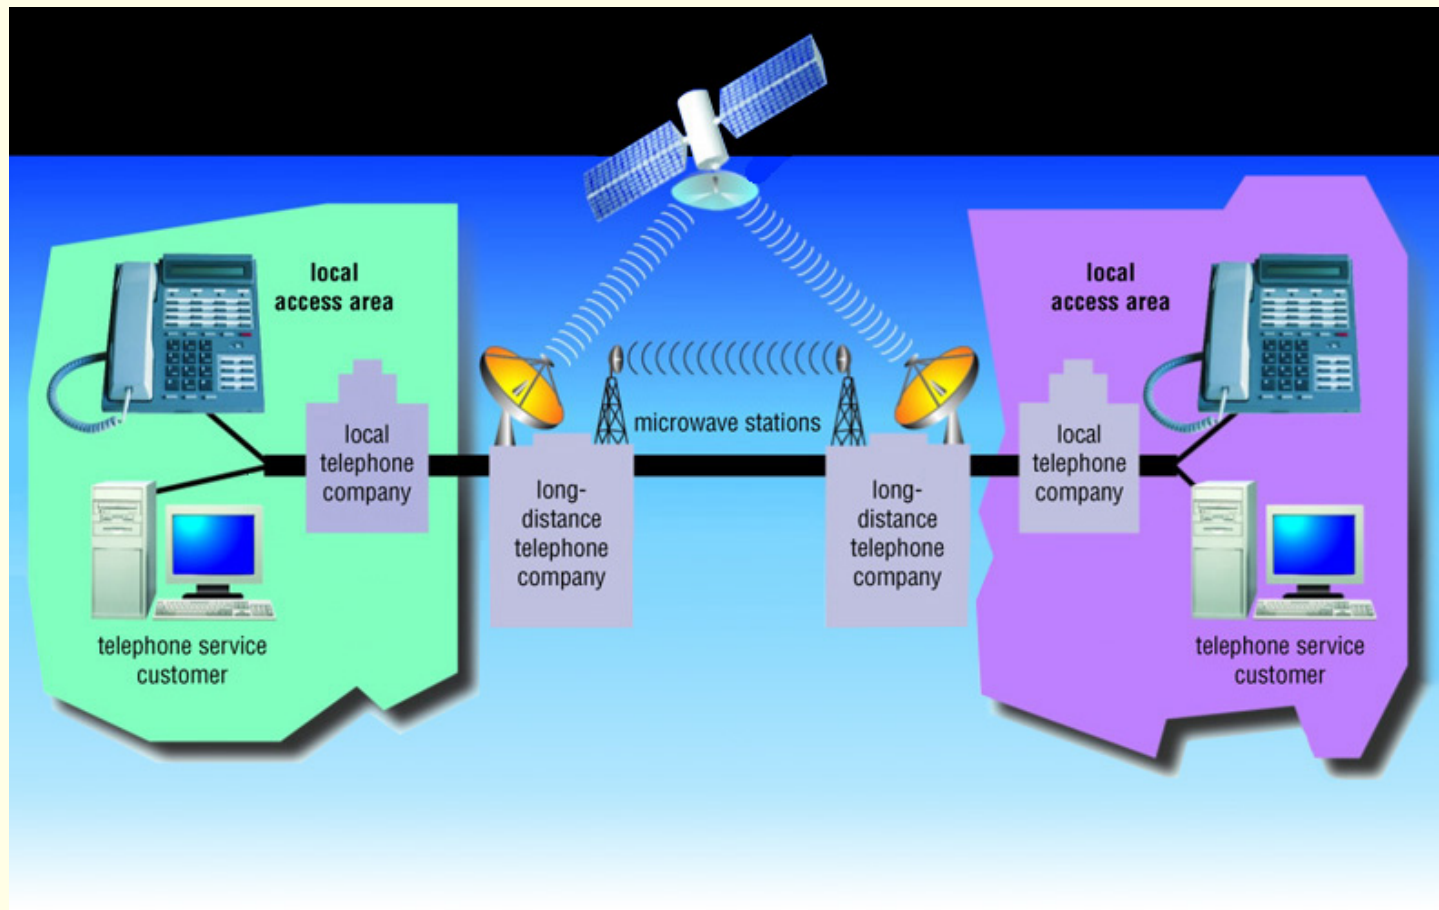 local
access area
local
access area
microwave stations
local
telephone
company
long-
distance
telephone
company
long-
distance
telephone
company
local
telephone
company
telephone service
customer
telephone service
customer